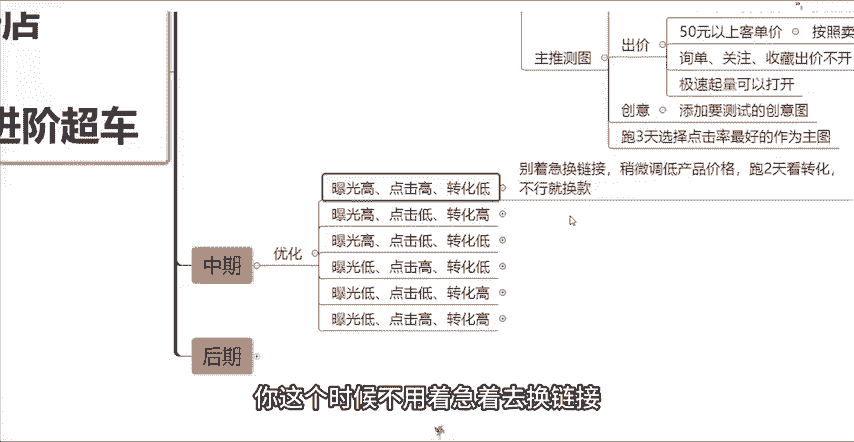 进阶超车
主推测图
出价
50元以上客单价
按照卖
询单、关注、收藏出价不开
极速起量可以打开
创意
添加要测试的创意图
跑3天选择点击率最好的作为主图
中期
优化
曝光高、点击高、转化低
别着急换链接，稍微调低产品价格，跑2天看转化，
不行就换款
曝光高、点击低、转化高
曝光高、点击低、转化低
曝光低、点击高、转化低
曝光低、点击低、转化高
曝光低、点击高、转化高
后期
你这个时候不用着急着去换链接